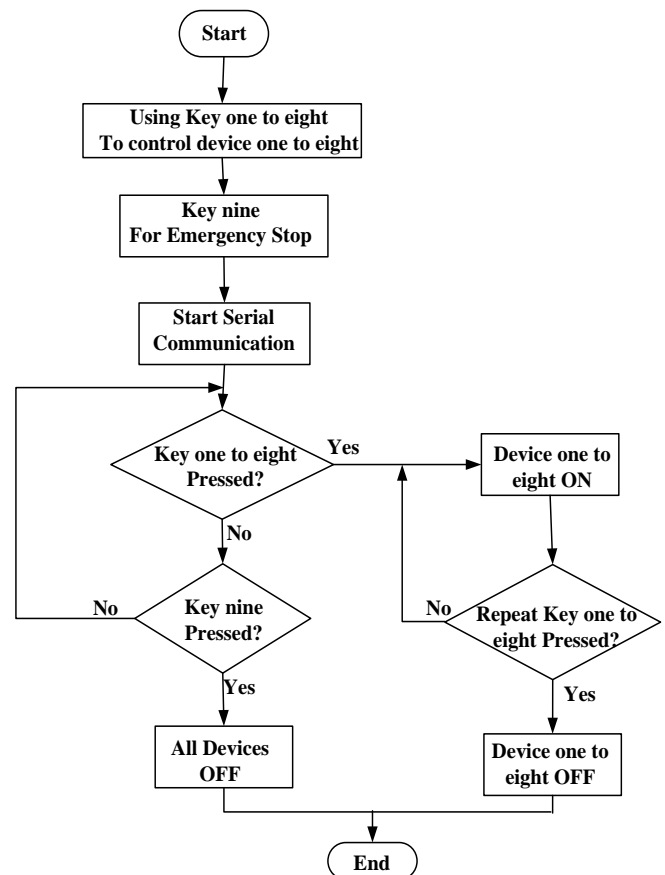 Start
Using Key one to eight
To control device one to eight
Key nine
For Emergency Stop
Start Serial
Communication
Key one to eight
Pressed?
Yes
Device one to
eight ON
No
Key nine
Pressed?
No
Repeat Key one to
eight Pressed?
No
Yes
Yes
All Devices
OFF
Device one to
eight OFF
End